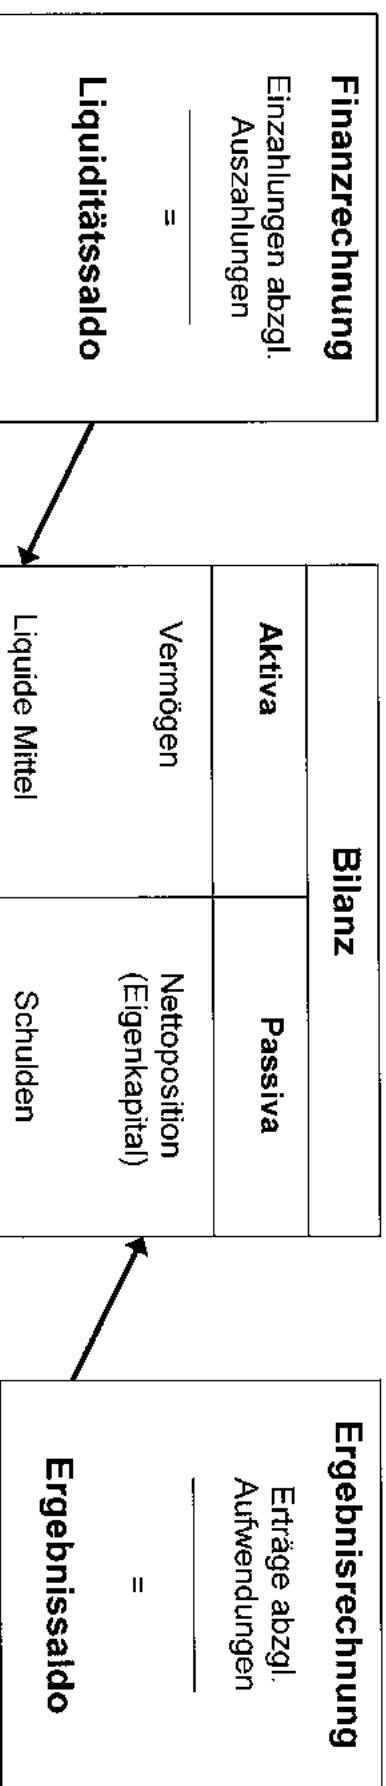 Finanzrechnung
Einzahlungen abzgl.
Auszahlungen
=
Liquiditätssaldo
Bilanz
Aktiva
Passiva
Vermögen
Nettoposition
(Eigenkapital)
Liquide Mittel
Schulden
Ergebnisrechnung
Erträge abzgl.
Aufwendungen
=
Ergebnissaldo